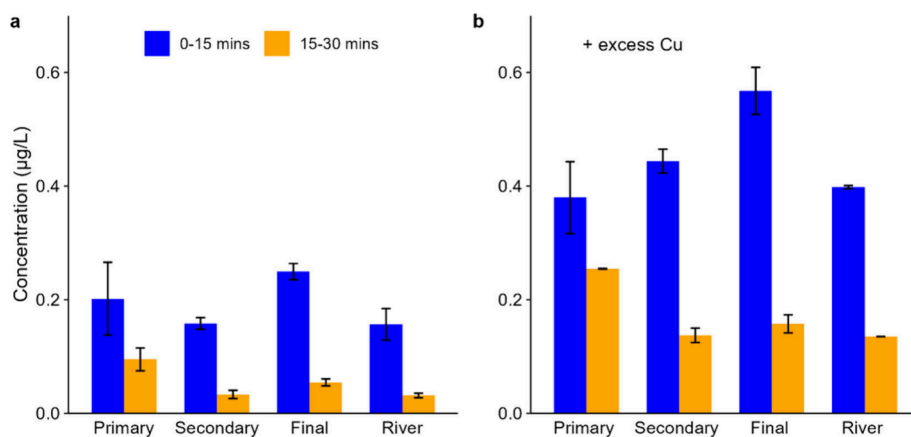 a
0-15 mins
15-30 mins
Concentration (µg/L)
0.6
0.4
0.2
0.0
Primary
Secondary
Final
River
b
+ excess Cu
0.6
0.4
0.2
0.0
Primary
Secondary
Final
River